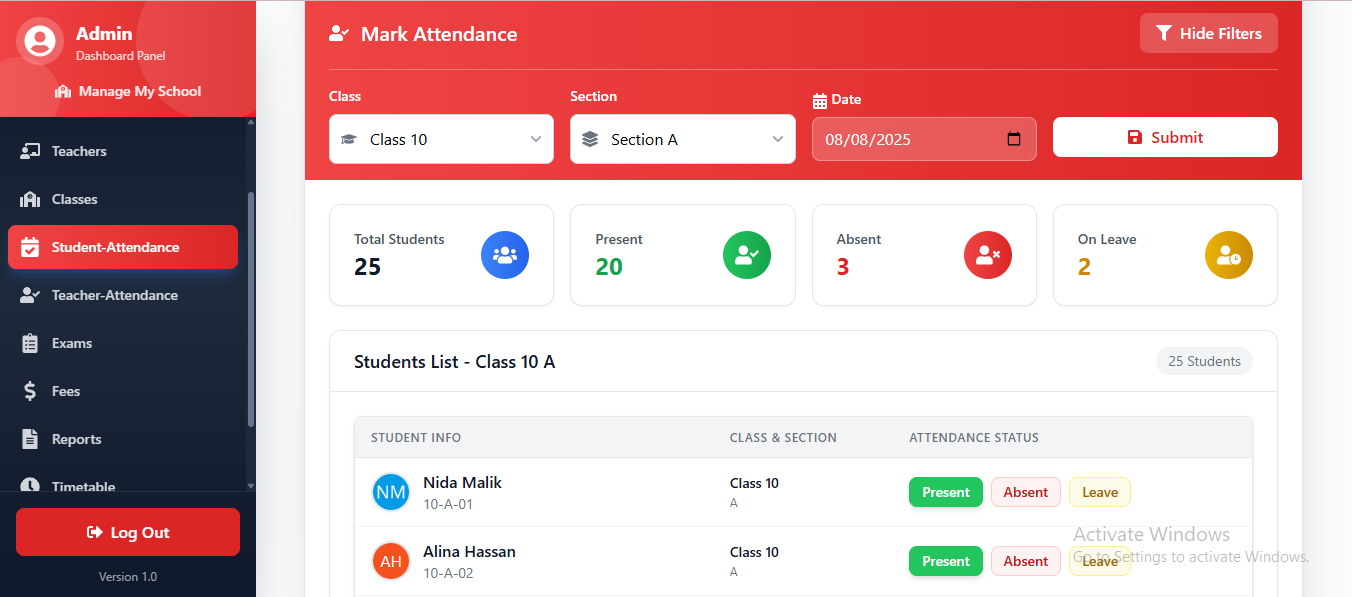 Admin
Dashboard Panel
Manage My School
Teachers
Classes
Student-Attendance
Teacher-Attendance
Exams
Fees
Reports
Timetable
Log Out
Version 1.0
Mark Attendance
Hide Filters
Class
Section
Date
Class 10
Section A
08/08/2025
Submit
Total Students
25
Present
20
Absent
3
On Leave
2
Students List - Class 10 A
25 Students
STUDENT INFO CLASS & SECTION ATTENDANCE STATUS
NM
Nida Malik
10-A-01
Class 10
A
Present Absent Leave
AH
Alina Hassan
10-A-02
Class 10
A
Present Absent Leave
Activate Windows
Go to Settings to activate Windows.